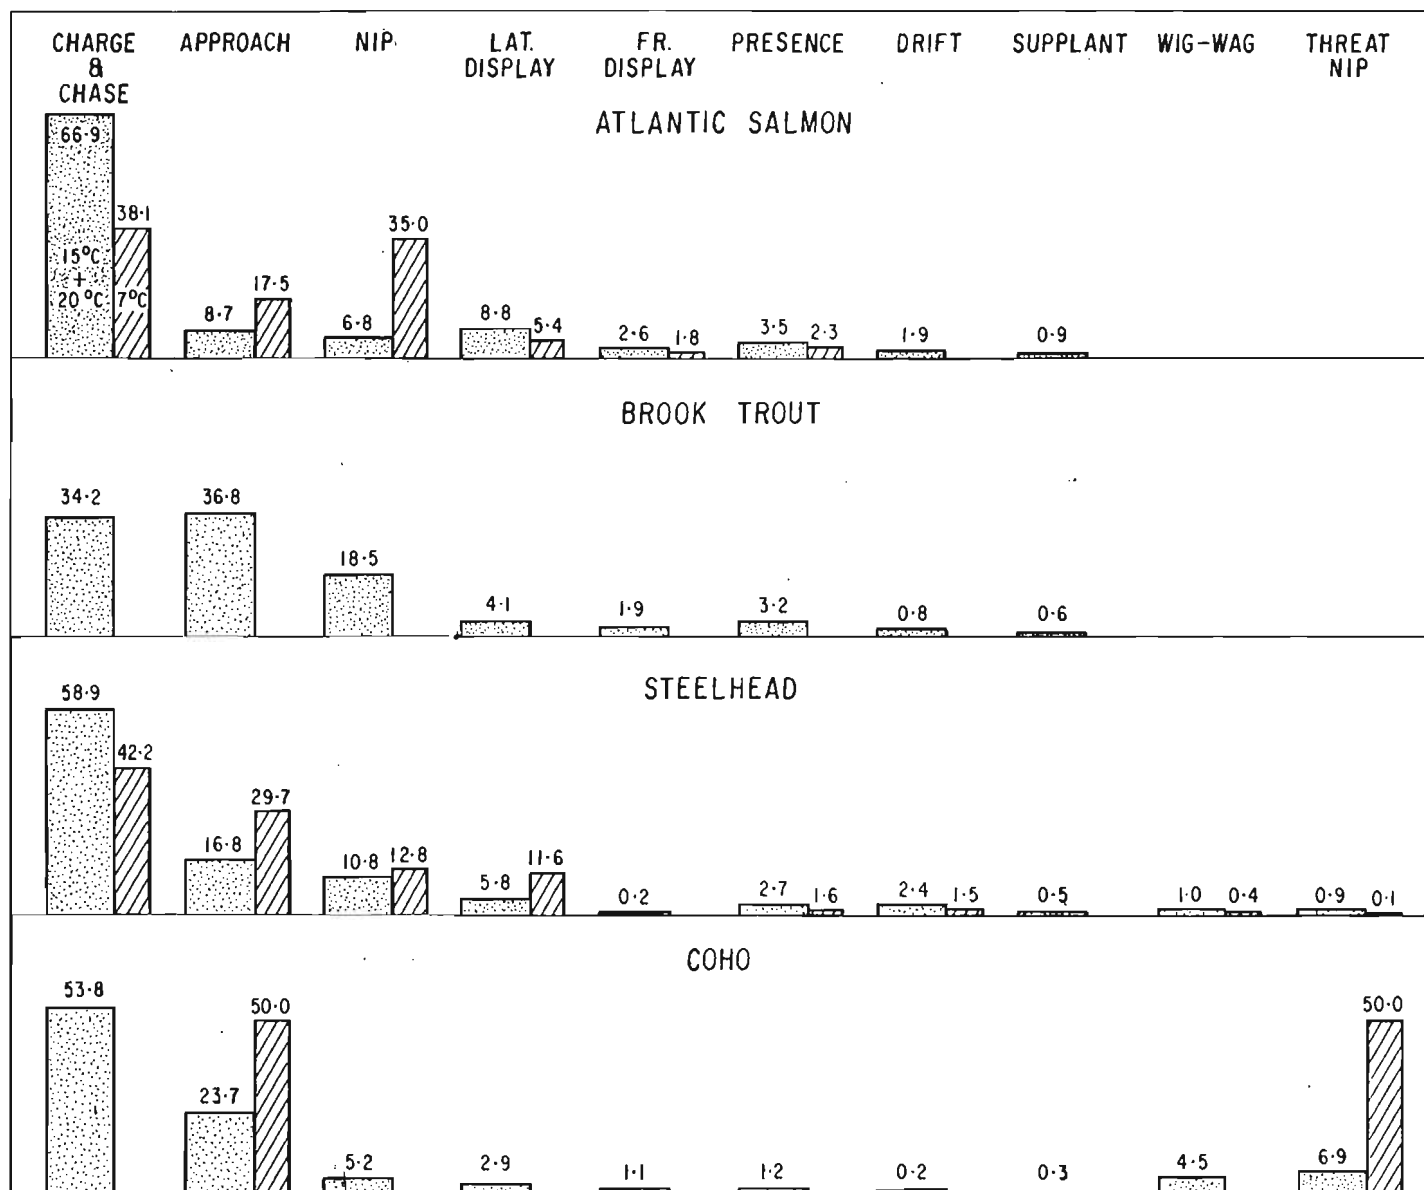 CHARGE & CHASE APPROACH NIP LAT. DISPLAY FR. DISPLAY PRESENCE DRIFT SUPPLANT WIG-WAG THREAT NIP
ATLANTIC SALMON
66·9 38·1 8·7 17·5 6·8 35·0 8·8 5·4 2·6 1·8 3·5 2·3 1·9 0·9
15°C + 20°C 7°C
BROOK TROUT
34·2 36·8 18·5 4·1 1·9 3·2 0·8 0·6
STEELHEAD
58·9 42·2 16·8 29·7 10·8 12·8 5·8 11·6 0·2 2·7 1·6 2·4 1·5 0·5 1·0 0·4 0·9 0·1
COHO
53·8 23·7 50·0 5·2 2·9 1·1 1·2 0·2 0·3 4·5 6·9 50·0